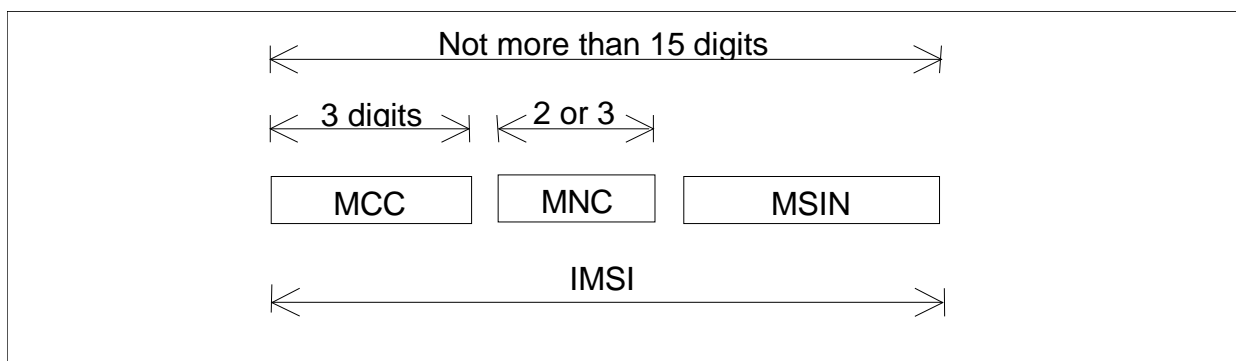 Not more than 15 digits
3 digits
2 or 3
MCC
MNC
MSIN
IMSI